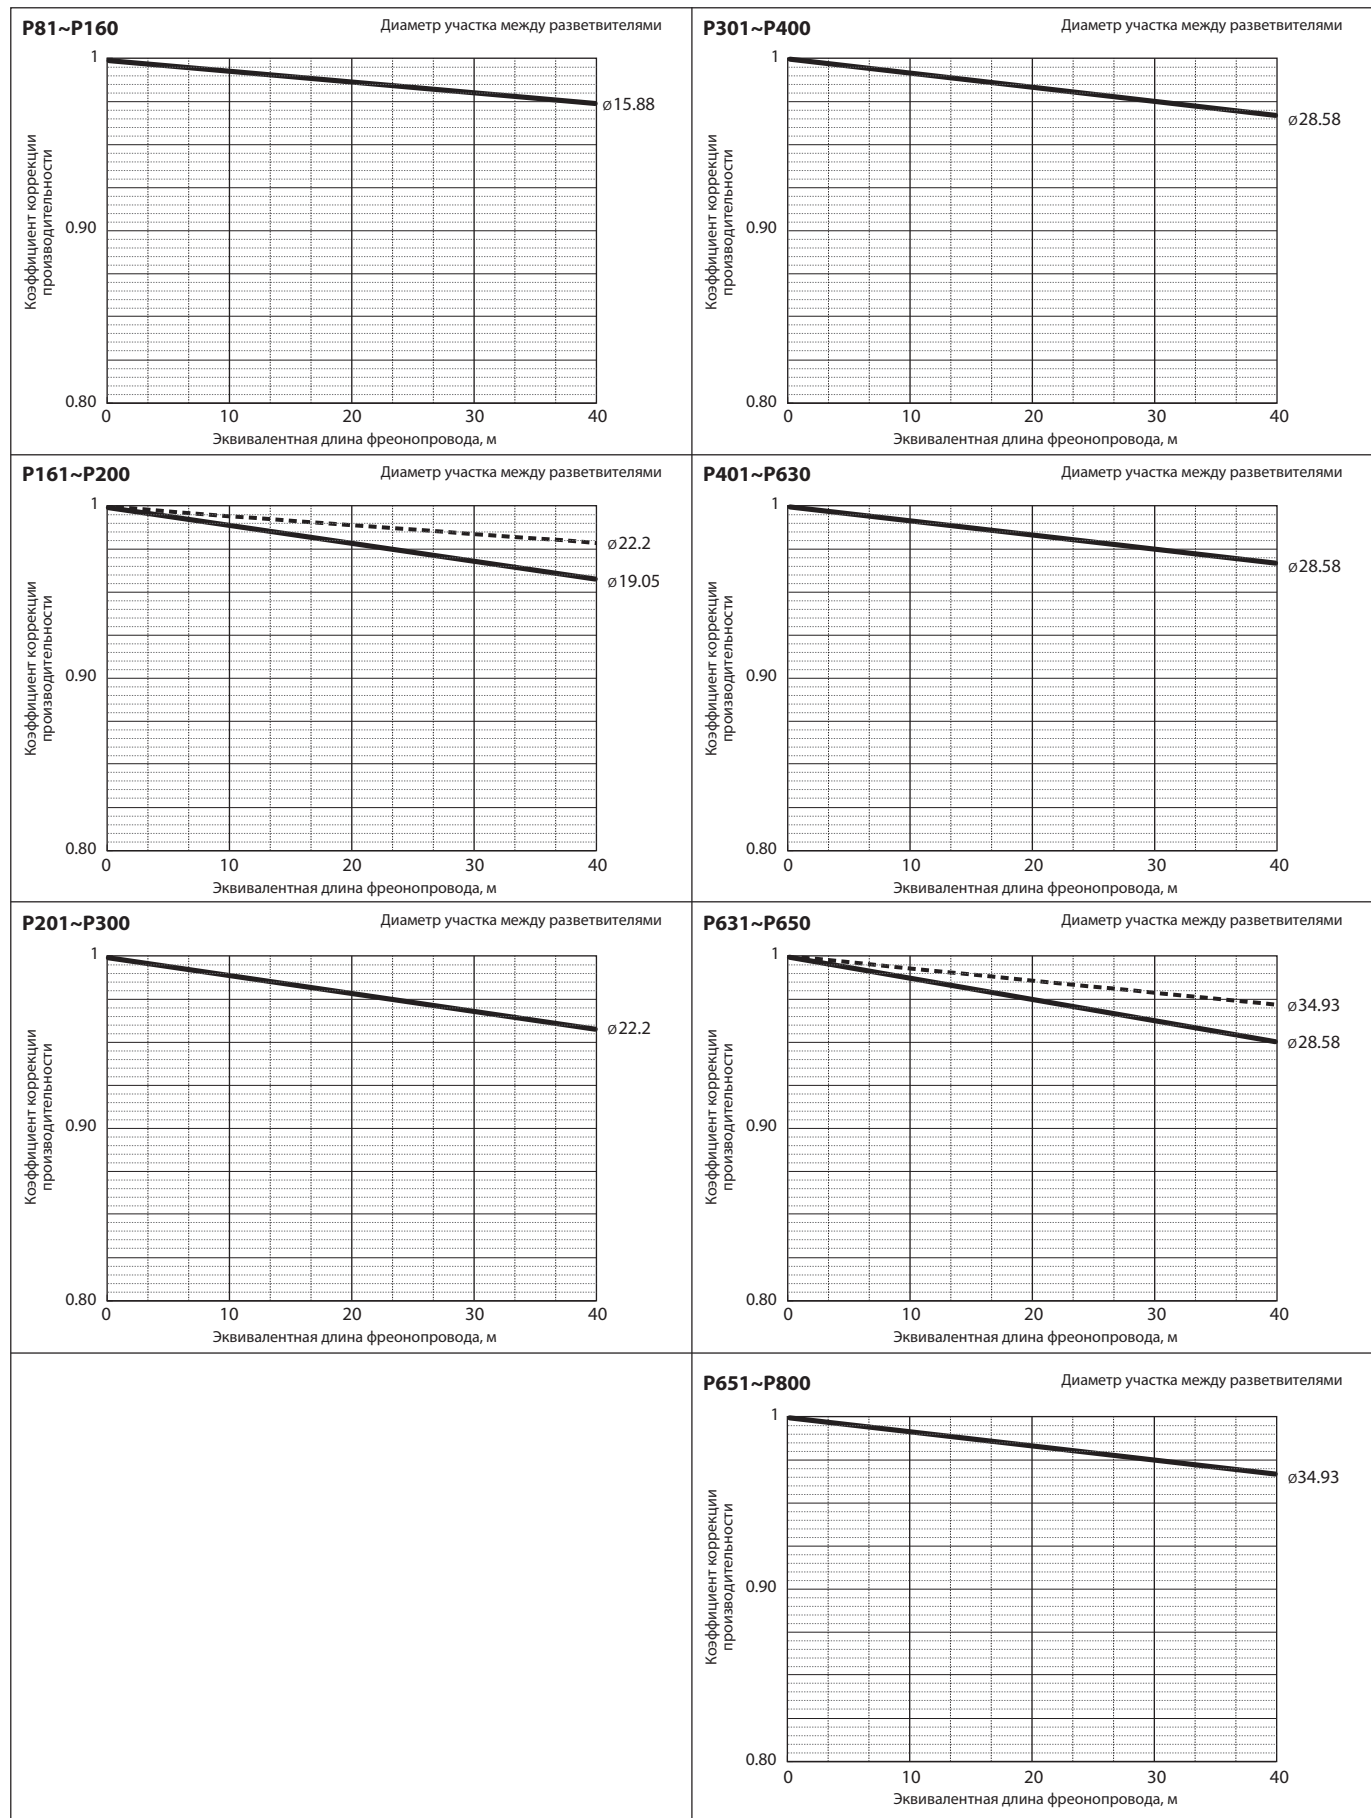 P81~P160
Диаметр участка между разветвителями
Коэффициент коррекции
производительности
1
0.90
0.80
ø15.88
0 10 20 30 40
Эквивалентная длина фреонопровода, м
P301~P400
Диаметр участка между разветвителями
Коэффициент коррекции
производительности
1
0.90
0.80
ø28.58
0 10 20 30 40
Эквивалентная длина фреонопровода, м
P161~P200
Диаметр участка между разветвителями
Коэффициент коррекции
производительности
1
0.90
0.80
ø22.2
ø19.05
0 10 20 30 40
Эквивалентная длина фреонопровода, м
P401~P630
Диаметр участка между разветвителями
Коэффициент коррекции
производительности
1
0.90
0.80
ø28.58
0 10 20 30 40
Эквивалентная длина фреонопровода, м
P201~P300
Диаметр участка между разветвителями
Коэффициент коррекции
производительности
1
0.90
0.80
ø22.2
0 10 20 30 40
Эквивалентная длина фреонопровода, м
P631~P650
Диаметр участка между разветвителями
Коэффициент коррекции
производительности
1
0.90
0.80
ø34.93
ø28.58
0 10 20 30 40
Эквивалентная длина фреонопровода, м
P651~P800
Диаметр участка между разветвителями
Коэффициент коррекции
производительности
1
0.90
0.80
ø34.93
0 10 20 30 40
Эквивалентная длина фреонопровода, м